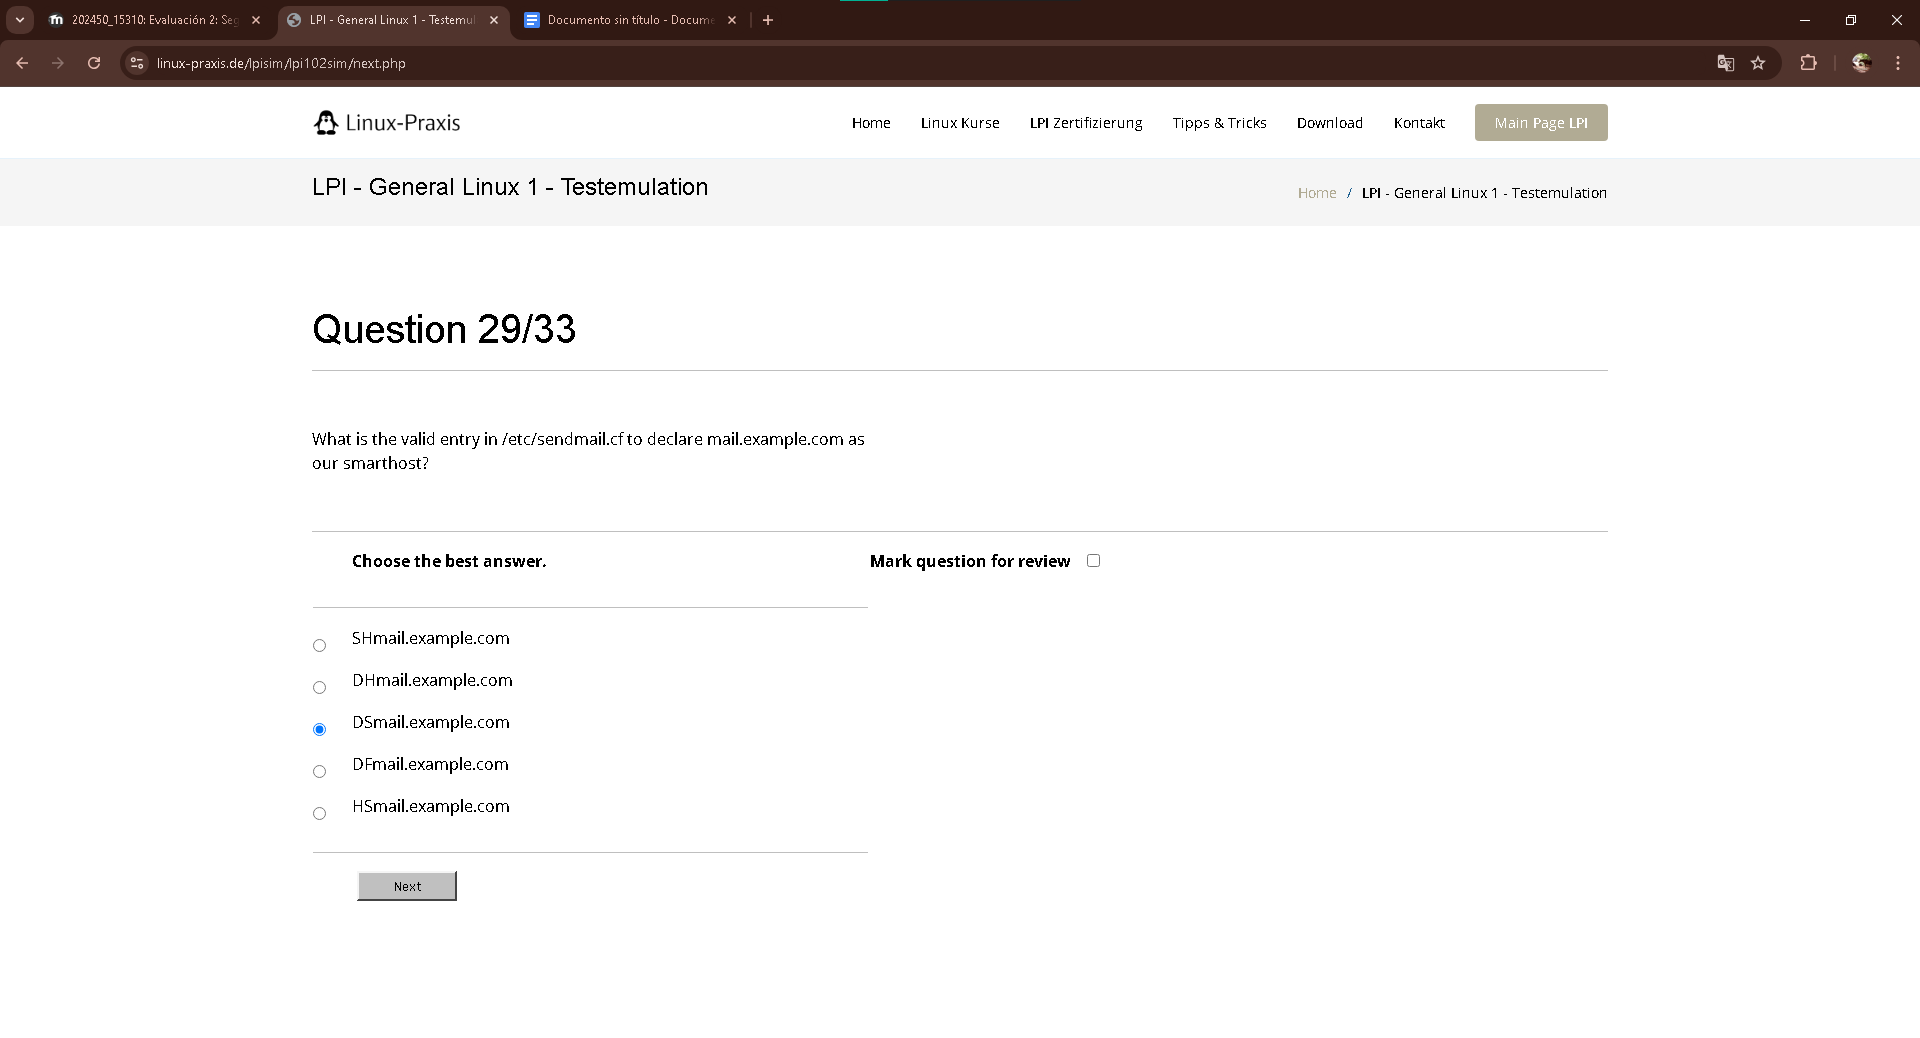 202450_15310: Evaluación 2: Seg
LPI - General Linux 1 - Testemul
Documento sin título - Docume
linux-praxis.de/lpisim/lpi102sim/next.php
Linux-Praxis
Home
Linux Kurse
LPI Zertifizierung
Tipps & Tricks
Download
Kontakt
Main Page LPI
LPI - General Linux 1 - Testemulation
Home / LPI - General Linux 1 - Testemulation
Question 29/33
What is the valid entry in /etc/sendmail.cf to declare mail.example.com as
our smarthost?
Choose the best answer.
Mark question for review
SHmail.example.com
DHmail.example.com
DSmail.example.com
DFmail.example.com
HSmail.example.com
Next